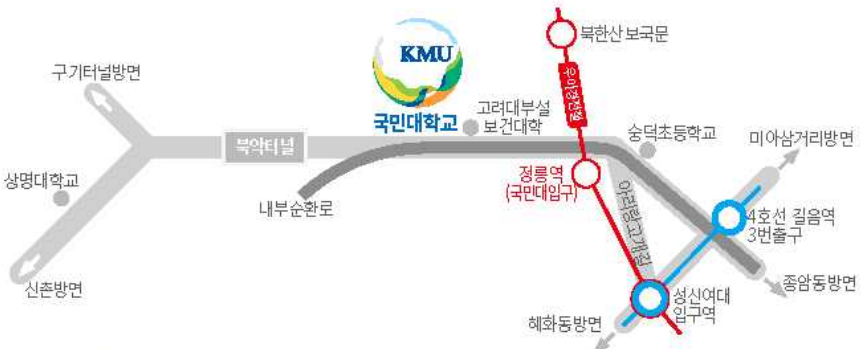 북한산 보국문
KMU
구기터널방면
우이경전철
국민대학교
고려대부설
보건대학
숭덕초등학교
미아삼거리방면
북악터널
정릉역
(국민대입구)
상명대학교
내부순환로
아리랑고개길
4호선 길음역
3번출구
신촌방면
종암동방면
성신여대
입구역
혜화동방면